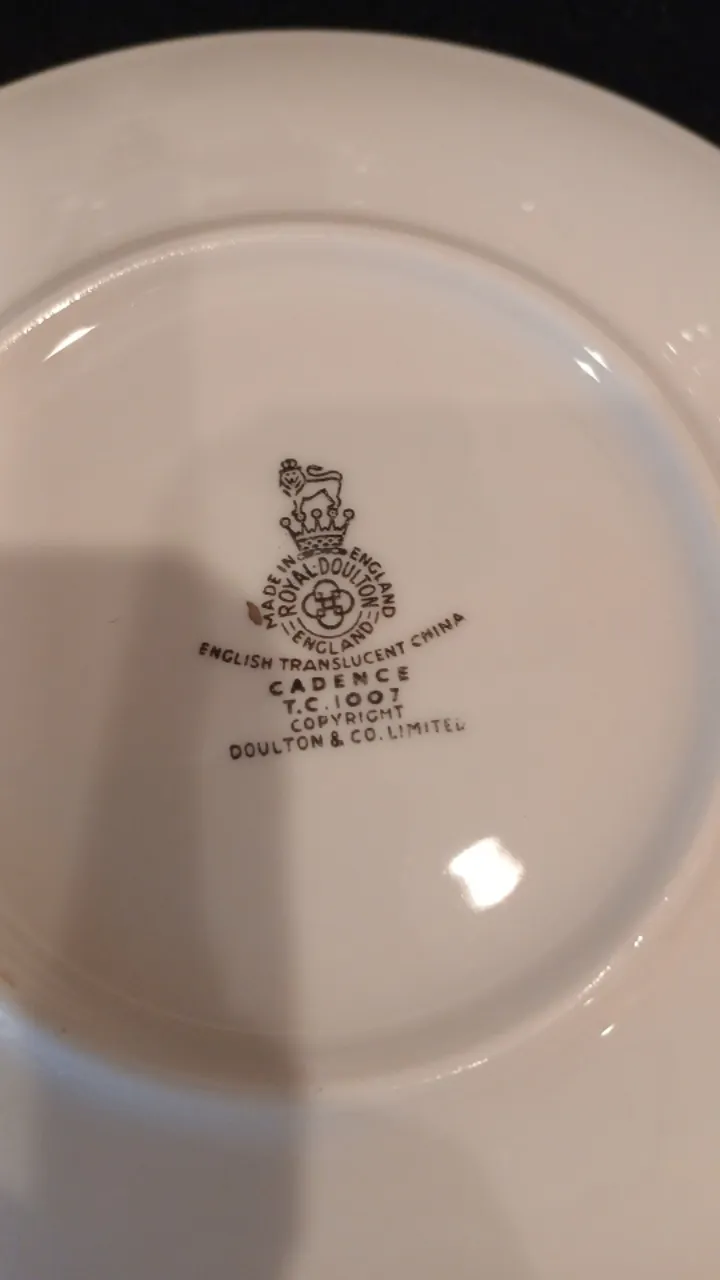 MADE IN ENGLAND
ROYAL·DOULTON
ENGLAND
ENGLISH TRANSLUCENT CHINA
CADENCE
T.C.1007
COPYRIGHT
DOULTON & CO. LIMITED